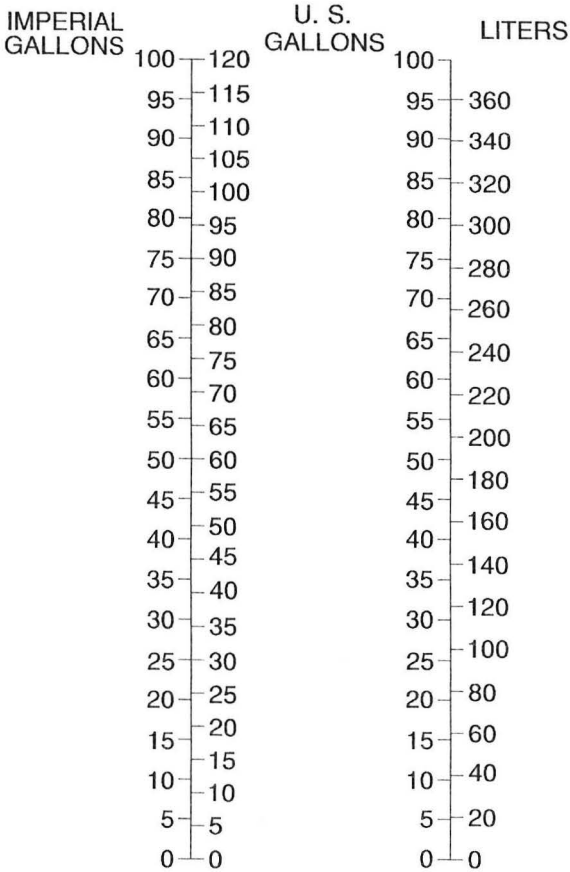 IMPERIAL
GALLONS
U. S.
GALLONS
LITERS
100 120 100
95 115 95 360
90 110 90 340
105
85 100 85 320
80 95 80 300
75 90 75 280
70 85 70 260
65 80 65 240
60 75 60 220
70
55 65 55 200
50 60 50 180
45 55 45 160
40 50 40
45 140
35 40 35 120
30 35 30 100
25 30 25
20 25 20 80
20
15 15 15 60
10 10 10 40
5 5 5 20
0 0 0 0